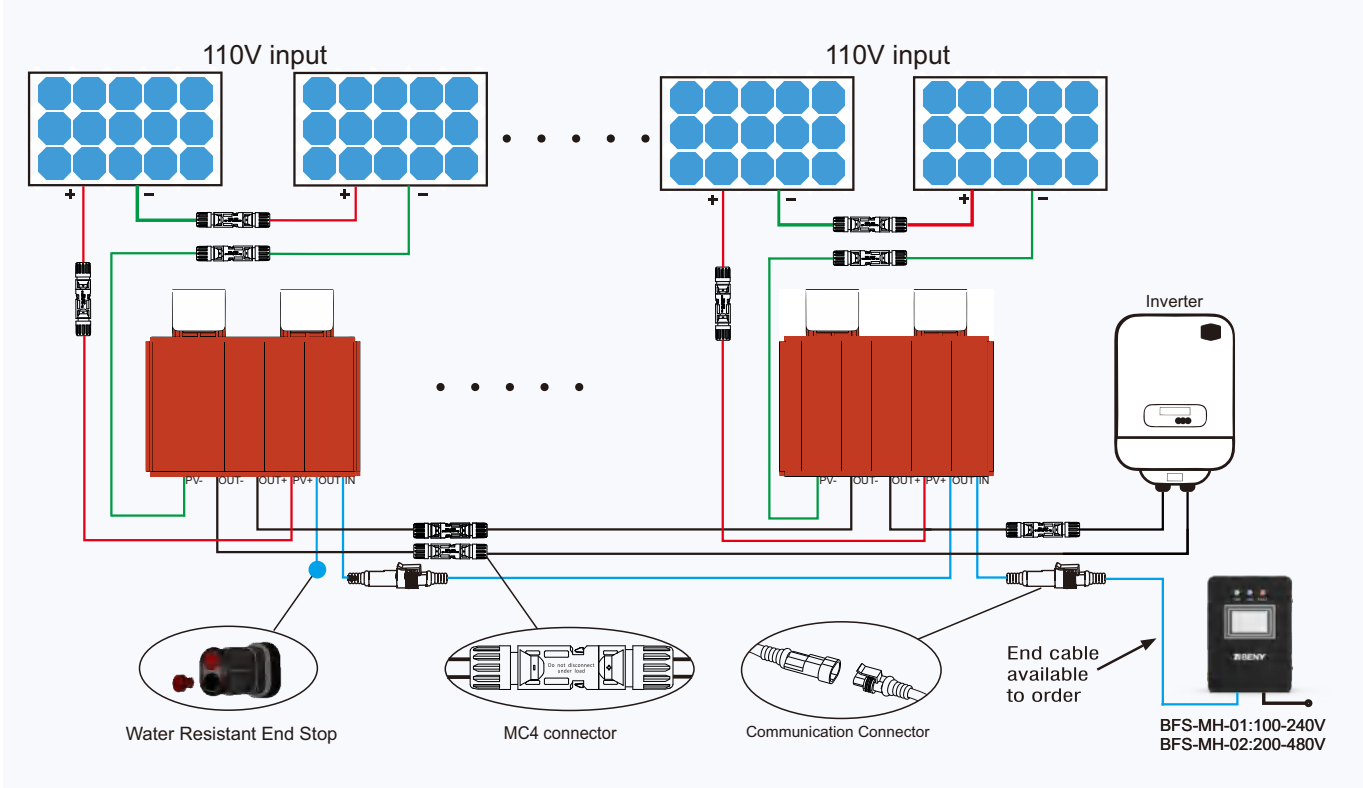 110V input
110V input
+
−
+
−
+
−
+
−
Inverter
PV-
OUT-
OUT+
PV+
OUT
IN
PV-
OUT-
OUT+
PV+
OUT
IN
Do not disconnect
under load
End cable
available
to order
BENY
Water Resistant End Stop
MC4 connector
Communication Connector
BFS-MH-01:100-240V
BFS-MH-02:200-480V